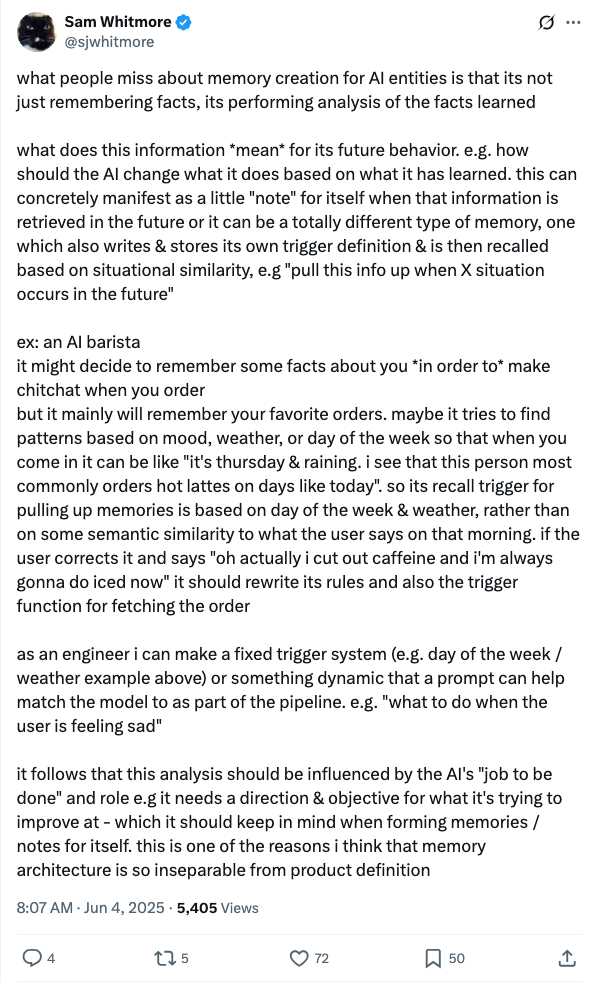 Sam Whitmore
@sjwhitmore
what people miss about memory creation for AI entities is that its not
just remembering facts, its performing analysis of the facts learned
what does this information *mean* for its future behavior. e.g. how
should the AI change what it does based on what it has learned. this can
concretely manifest as a little "note" for itself when that information is
retrieved in the future or it can be a totally different type of memory, one
which also writes & stores its own trigger definition & is then recalled
based on situational similarity, e.g "pull this info up when X situation
occurs in the future"
ex: an AI barista
it might decide to remember some facts about you *in order to* make
chitchat when you order
but it mainly will remember your favorite orders. maybe it tries to find
patterns based on mood, weather, or day of the week so that when you
come in it can be like "it's thursday & raining. i see that this person most
commonly orders hot lattes on days like today". so its recall trigger for
pulling up memories is based on day of the week & weather, rather than
on some semantic similarity to what the user says on that morning. if the
user corrects it and says "oh actually i cut out caffeine and i'm always
gonna do iced now" it should rewrite its rules and also the trigger
function for fetching the order
as an engineer i can make a fixed trigger system (e.g. day of the week /
weather example above) or something dynamic that a prompt can help
match the model to as part of the pipeline. e.g. "what to do when the
user is feeling sad"
it follows that this analysis should be influenced by the AI's "job to be
done" and role e.g it needs a direction & objective for what it's trying to
improve at - which it should keep in mind when forming memories /
notes for itself. this is one of the reasons i think that memory
architecture is so inseparable from product definition
8:07 AM · Jun 4, 2025 · 5,405 Views
4 5 72 50